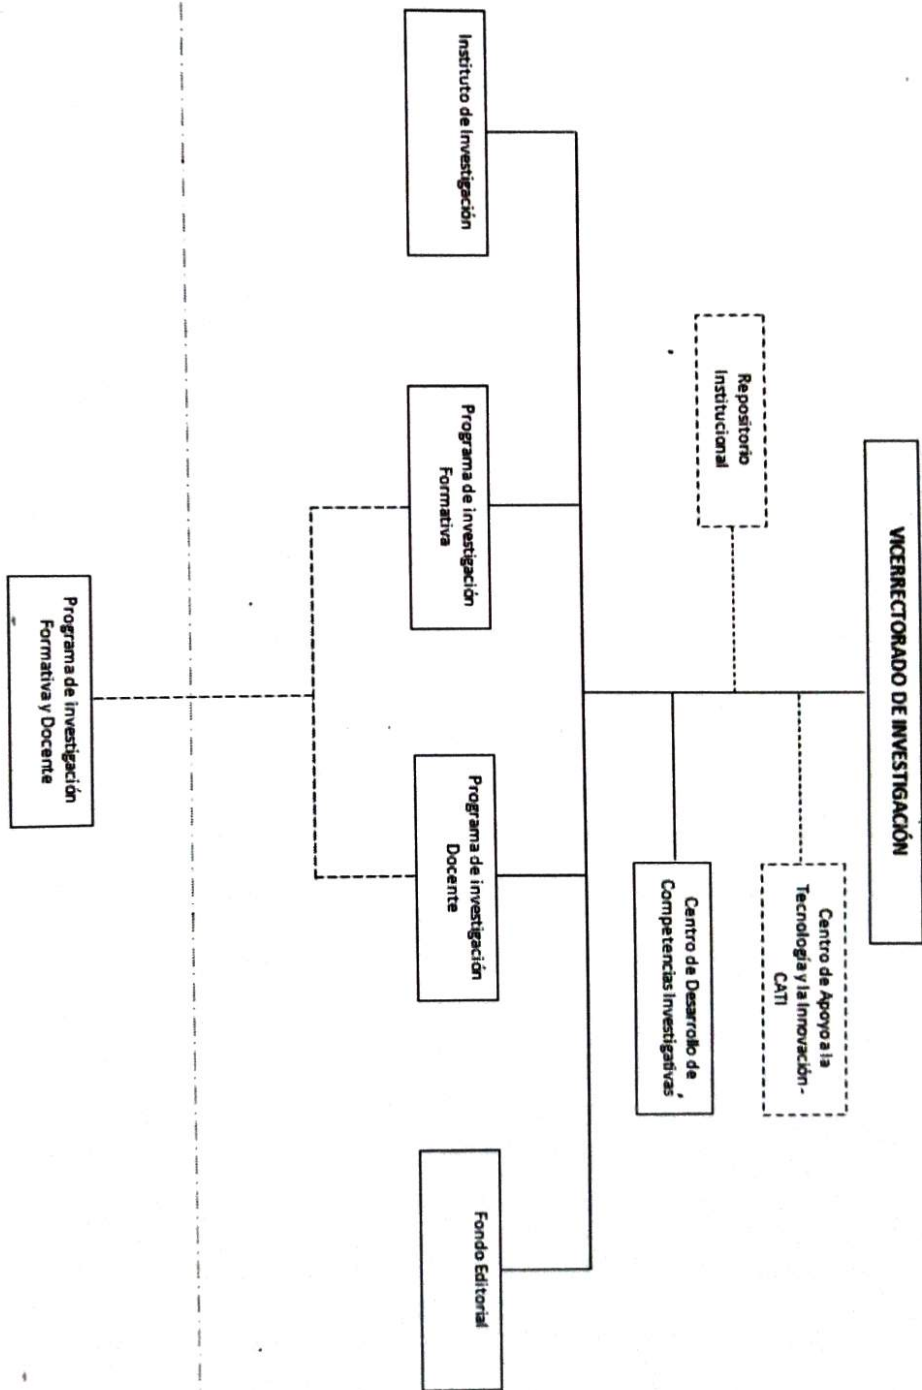 VICERRECTORADO DE INVESTIGACIÓN
Centro de Apoyo a la
Tecnología y la Innovación-
CATI
Repositorio
Institucional
Centro de Desarrollo de
Competencias Investigativas
Instituto de Investigación
Programa de investigación
Formativa
Programa de investigación
Docente
Fondo Editorial
Programa de investigación
Formativa y Docente